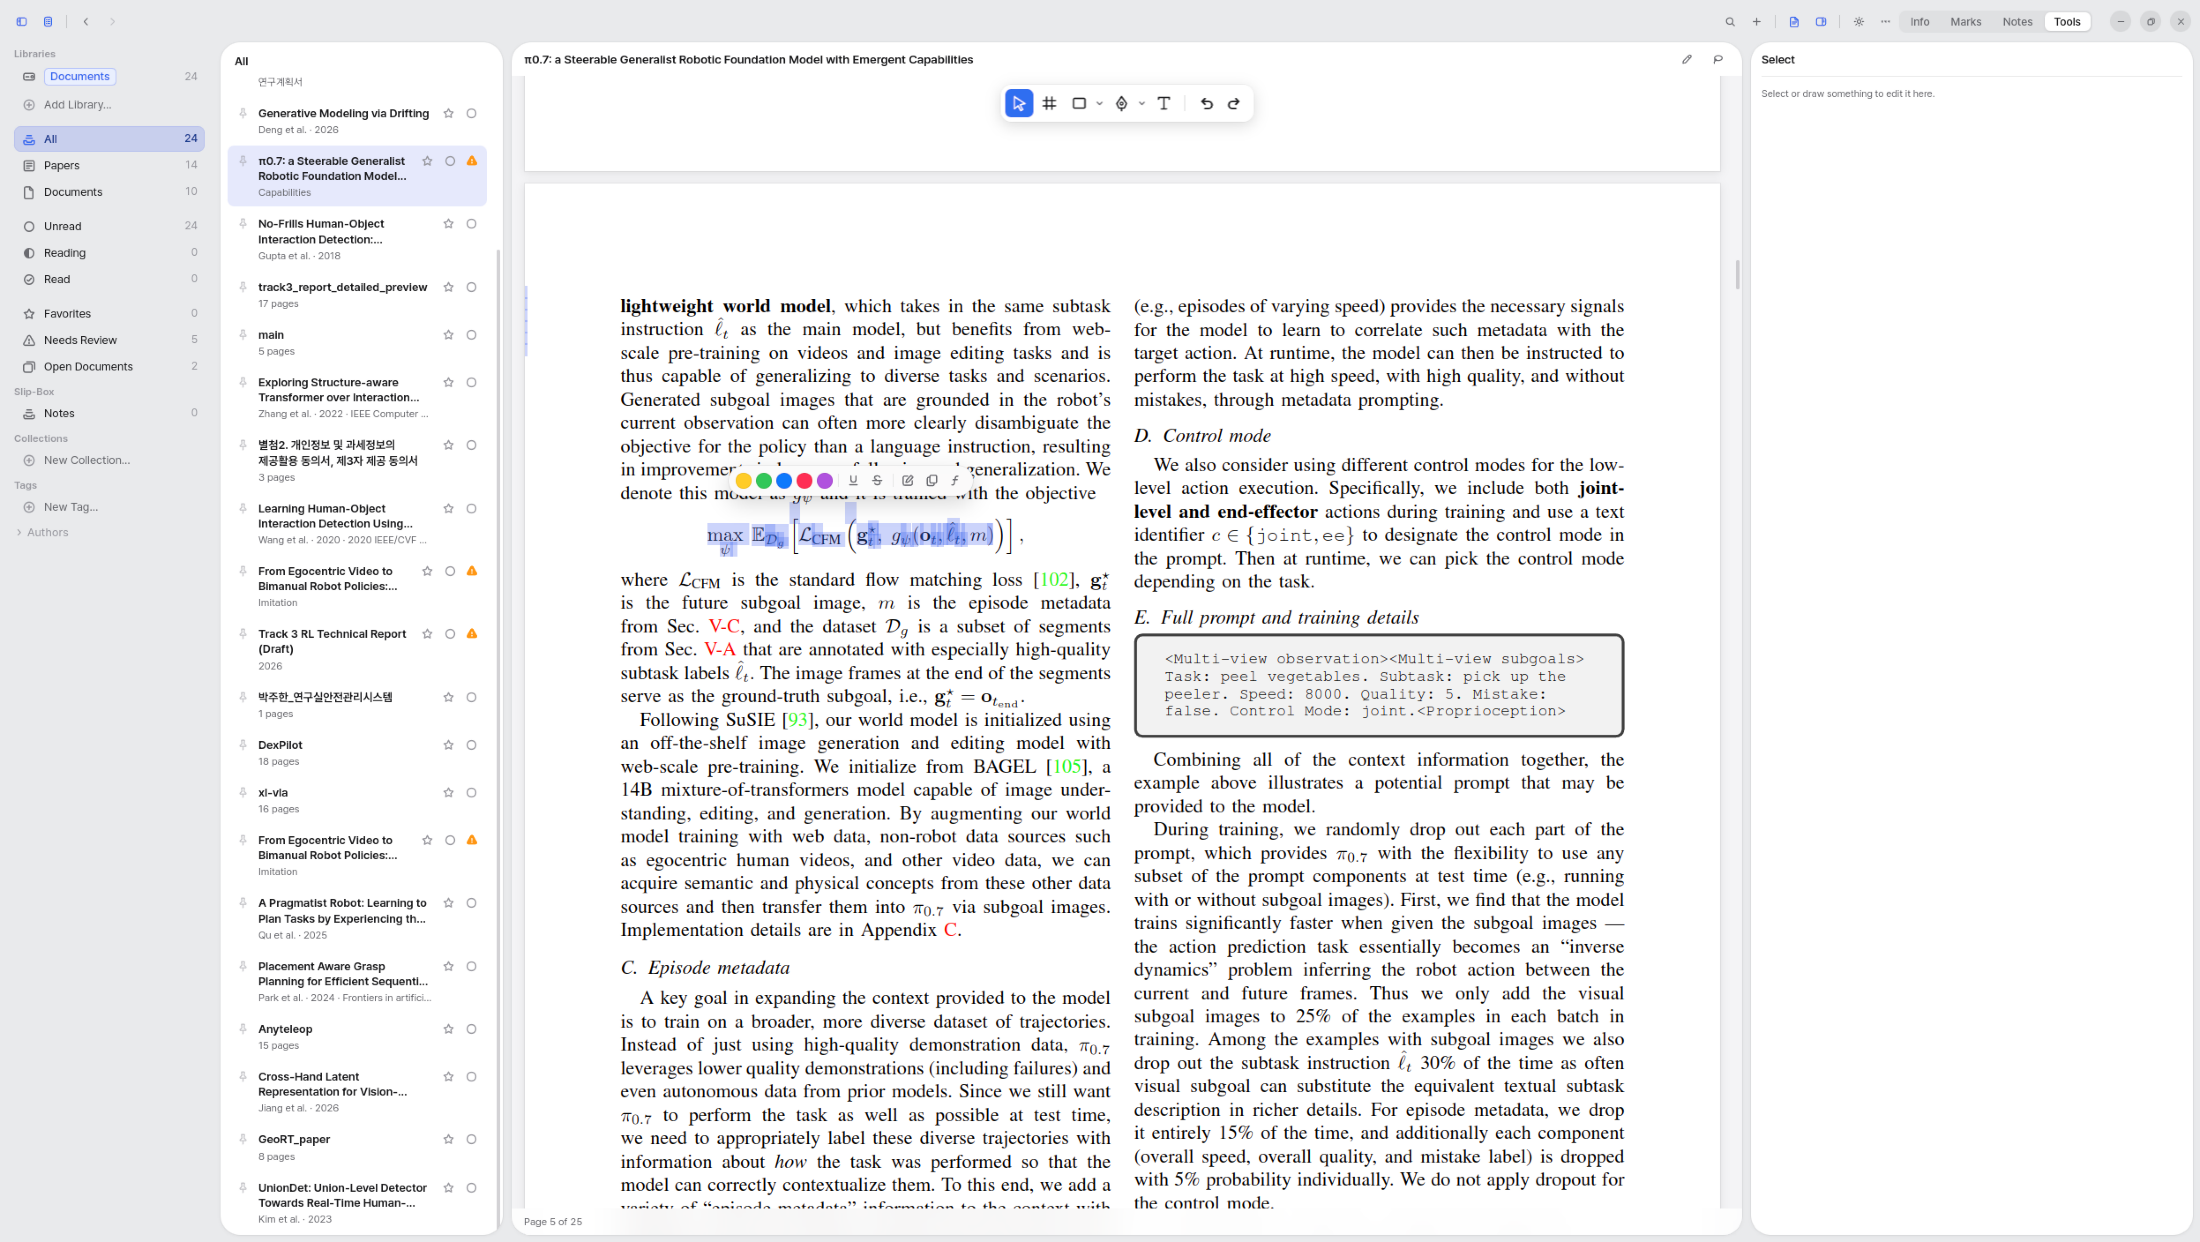 Info
Marks
Notes
Tools
Libraries
Documents 24
Add Library...
All 24
Papers 14
Documents 10
Unread 24
Reading 0
Read 0
Favorites 0
Needs Review 5
Open Documents 2
Slip-Box
Notes 0
Collections
New Collection...
Tags
New Tag...
Authors
All
연구계획서
Generative Modeling via Drifting
Deng et al. · 2026
π0.7: a Steerable Generalist
Robotic Foundation Model...
Capabilities
No-Frills Human-Object
Interaction Detection:...
Gupta et al. · 2018
track3_report_detailed_preview
17 pages
main
5 pages
Exploring Structure-aware
Transformer over Interaction...
Zhang et al. · 2022 · IEEE Computer ...
별첨2. 개인정보 및 과세정보의
제공활용 동의서, 제3자 제공 동의서
3 pages
Learning Human-Object
Interaction Detection Using...
Wang et al. · 2020 · 2020 IEEE/CVF ...
From Egocentric Video to
Bimanual Robot Policies:...
Imitation
Track 3 RL Technical Report
(Draft)
2026
박주한_연구실안전관리시스템
1 pages
DexPilot
18 pages
xl-vla
16 pages
From Egocentric Video to
Bimanual Robot Policies:...
Imitation
A Pragmatist Robot: Learning to
Plan Tasks by Experiencing th...
Qu et al. · 2025
Placement Aware Grasp
Planning for Efficient Sequenti...
Park et al. · 2024 · Frontiers in artifici...
Anyteleop
15 pages
Cross-Hand Latent
Representation for Vision-...
Jiang et al. · 2026
GeoRT_paper
8 pages
UnionDet: Union-Level Detector
Towards Real-Time Human-...
Kim et al. · 2023
π0.7: a Steerable Generalist Robotic Foundation Model with Emergent Capabilities
lightweight world model, which takes in the same subtask
instruction ℓ̂_t as the main model, but benefits from web-
scale pre-training on videos and image editing tasks and is
thus capable of generalizing to diverse tasks and scenarios.
Generated subgoal images that are grounded in the robot's
current observation can often more clearly disambiguate the
objective for the policy than a language instruction, resulting
in improvement generalization. We
denote this model as g_ψ and it is trained with the objective
max_ψ 𝔼_{𝒟_g} [ℒ_CFM (g_t^⋆, g_ψ(o_t, ℓ̂_t, m))],
where ℒ_CFM is the standard flow matching loss [102], g_t^⋆
is the future subgoal image, m is the episode metadata
from Sec. V-C, and the dataset 𝒟_g is a subset of segments
from Sec. V-A that are annotated with especially high-quality
subtask labels ℓ̂_t. The image frames at the end of the segments
serve as the ground-truth subgoal, i.e., g_t^⋆ = o_{t_end}.
Following SuSIE [93], our world model is initialized using
an off-the-shelf image generation and editing model with
web-scale pre-training. We initialize from BAGEL [105], a
14B mixture-of-transformers model capable of image under-
standing, editing, and generation. By augmenting our world
model training with web data, non-robot data sources such
as egocentric human videos, and other video data, we can
acquire semantic and physical concepts from these other data
sources and then transfer them into π_0.7 via subgoal images.
Implementation details are in Appendix C.
C. Episode metadata
A key goal in expanding the context provided to the model
is to train on a broader, more diverse dataset of trajectories.
Instead of just using high-quality demonstration data, π_0.7
leverages lower quality demonstrations (including failures) and
even autonomous data from prior models. Since we still want
π_0.7 to perform the task as well as possible at test time,
we need to appropriately label these diverse trajectories with
information about how the task was performed so that the
model can correctly contextualize them. To this end, we add a
variety of "episode metadata" information to the context with
(e.g., episodes of varying speed) provides the necessary signals
for the model to learn to correlate such metadata with the
target action. At runtime, the model can then be instructed to
perform the task at high speed, with high quality, and without
mistakes, through metadata prompting.
D. Control mode
We also consider using different control modes for the low-
level action execution. Specifically, we include both joint-
level and end-effector actions during training and use a text
identifier c ∈ {joint, ee} to designate the control mode in
the prompt. Then at runtime, we can pick the control mode
depending on the task.
E. Full prompt and training details
<Multi-view observation><Multi-view subgoals>
Task: peel vegetables. Subtask: pick up the
peeler. Speed: 8000. Quality: 5. Mistake:
false. Control Mode: joint.<Proprioception>
Combining all of the context information together, the
example above illustrates a potential prompt that may be
provided to the model.
During training, we randomly drop out each part of the
prompt, which provides π_0.7 with the flexibility to use any
subset of the prompt components at test time (e.g., running
with or without subgoal images). First, we find that the model
trains significantly faster when given the subgoal images —
the action prediction task essentially becomes an "inverse
dynamics" problem inferring the robot action between the
current and future frames. Thus we only add the visual
subgoal images to 25% of the examples in each batch in
training. Among the examples with subgoal images we also
drop out the subtask instruction ℓ̂_t 30% of the time as often
visual subgoal can substitute the equivalent textual subtask
description in richer details. For episode metadata, we drop
it entirely 15% of the time, and additionally each component
(overall speed, overall quality, and mistake label) is dropped
with 5% probability individually. We do not apply dropout for
the control mode.
Page 5 of 25
Select
Select or draw something to edit it here.